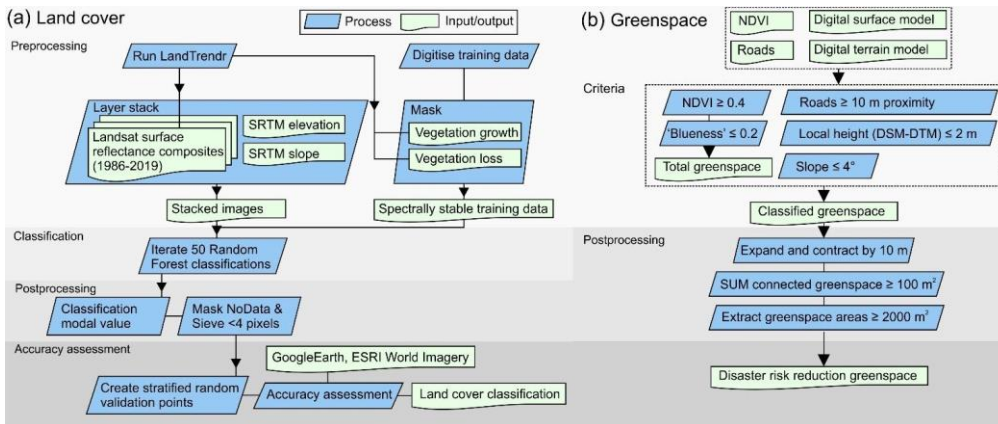 (a) Land cover
Process
Input/output
Preprocessing
Run LandTrendr
Digitise training data
Layer stack
Landsat surface
reflectance composites
(1986-2019)
SRTM elevation
SRTM slope
Mask
Vegetation growth
Vegetation loss
Stacked images
Spectrally stable training data
Classification
Iterate 50 Random
Forest classifications
Postprocessing
Classification
modal value
Mask NoData &
Sieve <4 pixels
Accuracy assessment
GoogleEarth, ESRI World Imagery
Create stratified random
validation points
Accuracy assessment
Land cover classification
(b) Greenspace
NDVI
Digital surface model
Roads
Digital terrain model
Criteria
NDVI ≥ 0.4
Roads ≥ 10 m proximity
'Blueness' ≤ 0.2
Local height (DSM-DTM) ≤ 2 m
Total greenspace
Slope ≤ 4°
Classified greenspace
Postprocessing
Expand and contract by 10 m
SUM connected greenspace ≥ 100 m²
Extract greenspace areas ≥ 2000 m²
Disaster risk reduction greenspace